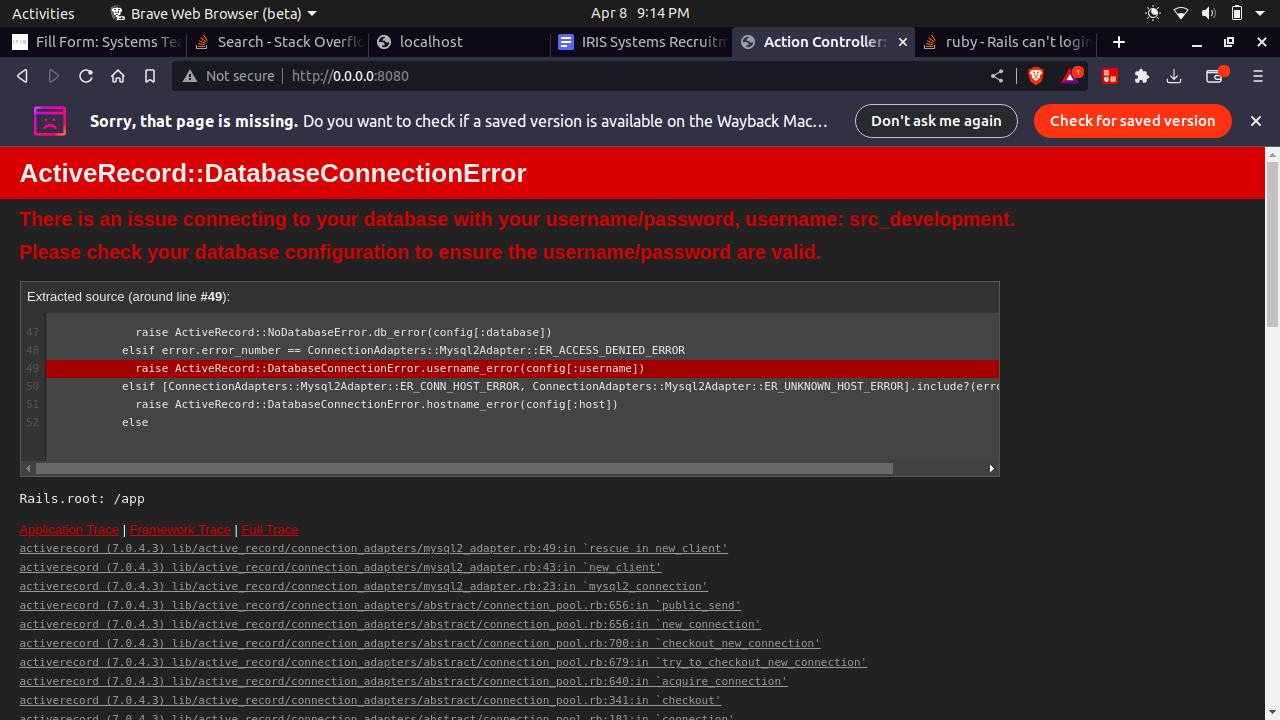 Activities
Brave Web Browser (beta)
Apr 8 9:14 PM
Fill Form: Systems Tea
Search - Stack Overflo
localhost
IRIS Systems Recruitm
Action Controller:
ruby - Rails can't login
Not secure
http://0.0.0.0:8080
1
Sorry, that page is missing. Do you want to check if a saved version is available on the Wayback Mac…
Don't ask me again
Check for saved version
ActiveRecord::DatabaseConnectionError
There is an issue connecting to your database with your username/password, username: src_development.
Please check your database configuration to ensure the username/password are valid.
Extracted source (around line #49):
47 raise ActiveRecord::NoDatabaseError.db_error(config[:database])
48 elsif error.error_number == ConnectionAdapters::Mysql2Adapter::ER_ACCESS_DENIED_ERROR
49 raise ActiveRecord::DatabaseConnectionError.username_error(config[:username])
50 elsif [ConnectionAdapters::Mysql2Adapter::ER_CONN_HOST_ERROR, ConnectionAdapters::Mysql2Adapter::ER_UNKNOWN_HOST_ERROR].include?(erro
51 raise ActiveRecord::DatabaseConnectionError.hostname_error(config[:host])
52 else
Rails.root: /app
Application Trace | Framework Trace | Full Trace
activerecord (7.0.4.3) lib/active_record/connection_adapters/mysql2_adapter.rb:49:in `rescue in new_client'
activerecord (7.0.4.3) lib/active_record/connection_adapters/mysql2_adapter.rb:43:in `new_client'
activerecord (7.0.4.3) lib/active_record/connection_adapters/mysql2_adapter.rb:23:in `mysql2_connection'
activerecord (7.0.4.3) lib/active_record/connection_adapters/abstract/connection_pool.rb:656:in `public_send'
activerecord (7.0.4.3) lib/active_record/connection_adapters/abstract/connection_pool.rb:656:in `new_connection'
activerecord (7.0.4.3) lib/active_record/connection_adapters/abstract/connection_pool.rb:700:in `checkout_new_connection'
activerecord (7.0.4.3) lib/active_record/connection_adapters/abstract/connection_pool.rb:679:in `try_to_checkout_new_connection'
activerecord (7.0.4.3) lib/active_record/connection_adapters/abstract/connection_pool.rb:640:in `acquire_connection'
activerecord (7.0.4.3) lib/active_record/connection_adapters/abstract/connection_pool.rb:341:in `checkout'
activerecord (7.0.4.3) lib/active_record/connection_adapters/abstract/connection_pool.rb:181:in `connection'